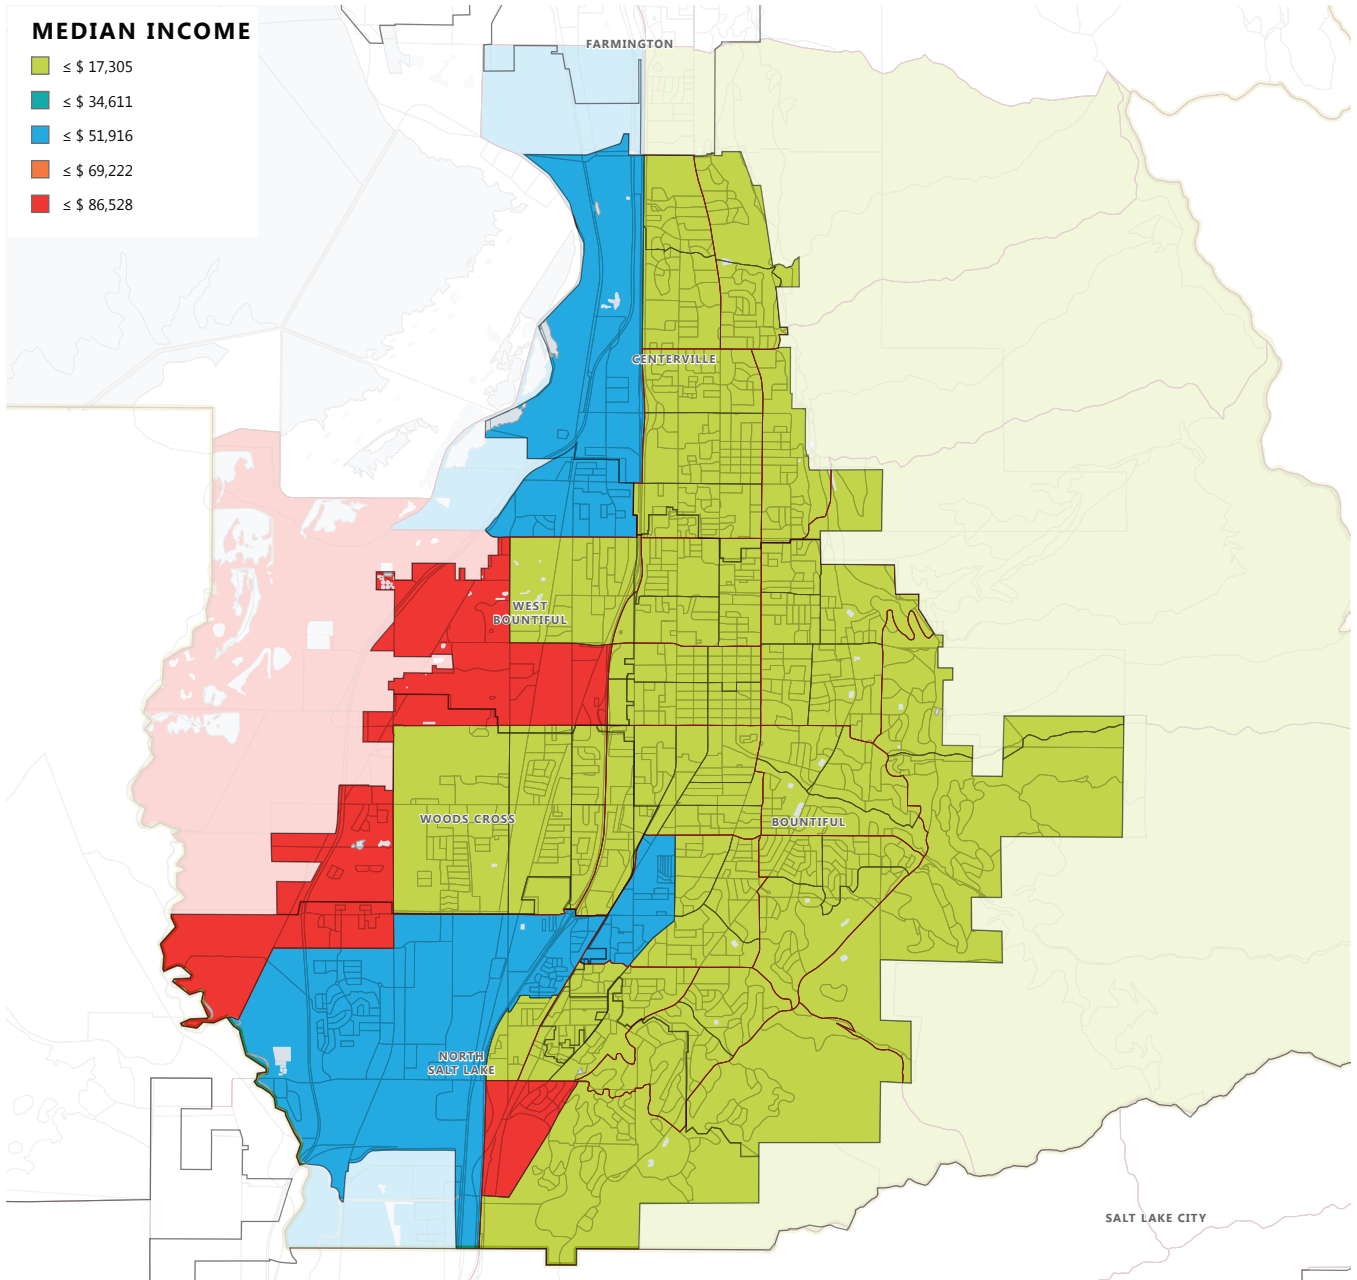 MEDIAN INCOME
≤ $ 17,305
≤ $ 34,611
≤ $ 51,916
≤ $ 69,222
≤ $ 86,528
FARMINGTON
CENTERVILLE
WEST
BOUNTIFUL
WOODS CROSS
BOUNTIFUL
NORTH
SALT LAKE
SALT LAKE CITY